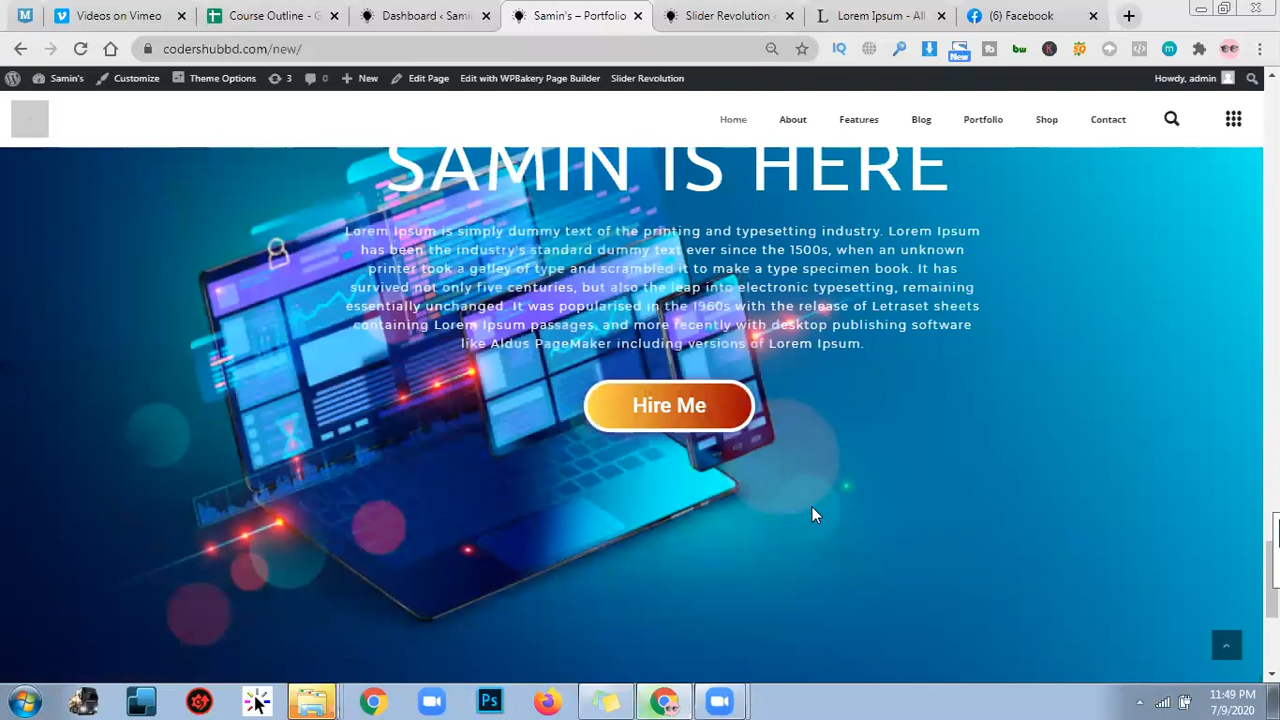 Videos on Vimeo
Course Outline - G
Dashboard ‹ Samin
Samin's – Portfolio
Slider Revolution ‹
Lorem Ipsum - All
(6) Facebook
codershubbd.com/new/
IQ
New
bw
K
m
Samin's
Customize
Theme Options
3
0
New
Edit Page
Edit with WPBakery Page Builder
Slider Revolution
Howdy, admin
Home
About
Features
Blog
Portfolio
Shop
Contact
SAMIN IS HERE
Lorem Ipsum is simply dummy text of the printing and typesetting industry. Lorem Ipsum
has been the industry's standard dummy text ever since the 1500s, when an unknown
printer took a galley of type and scrambled it to make a type specimen book. It has
survived not only five centuries, but also the leap into electronic typesetting, remaining
essentially unchanged. It was popularised in the 1960s with the release of Letraset sheets
containing Lorem Ipsum passages, and more recently with desktop publishing software
like Aldus PageMaker including versions of Lorem Ipsum.
Hire Me
Ps
11:49 PM
7/9/2020